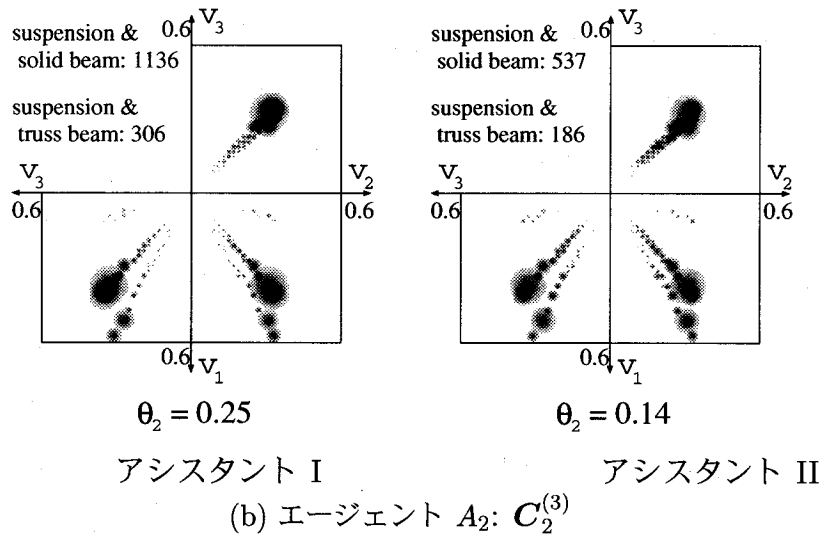 suspension &
solid beam: 1136
suspension &
truss beam: 306
0.6
V₃
V₃
0.6
V₂
0.6
0.6
V₁
θ₂ = 0.25
アシスタント I
suspension &
solid beam: 537
suspension &
truss beam: 186
0.6
V₃
V₃
0.6
V₂
0.6
0.6
V₁
θ₂ = 0.14
アシスタント II
(b) エージェント A₂: C₂⁽³⁾